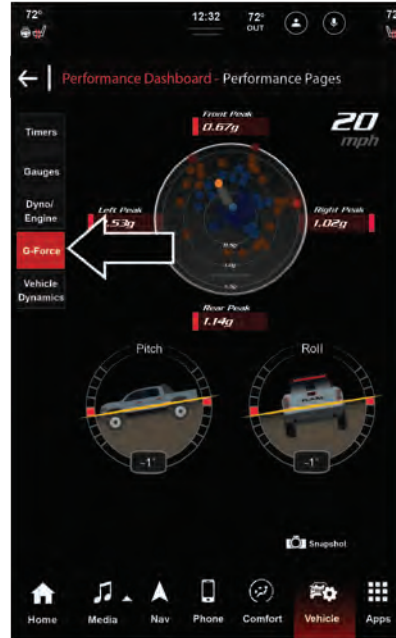 72°
12:32
72°
OUT
72
Performance Dashboard - Performance Pages
Timers
Gauges
Dyno/
Engine
G-Force
Vehicle
Dynamics
Front Peak
0.67g
20
mph
Left Peak
.53g
Right Peak
1.02g
Rear Peak
1.14g
Pitch
Roll
-1°
-1°
Snapshot
Home
Media
Nav
Phone
Comfort
Vehicle
Apps